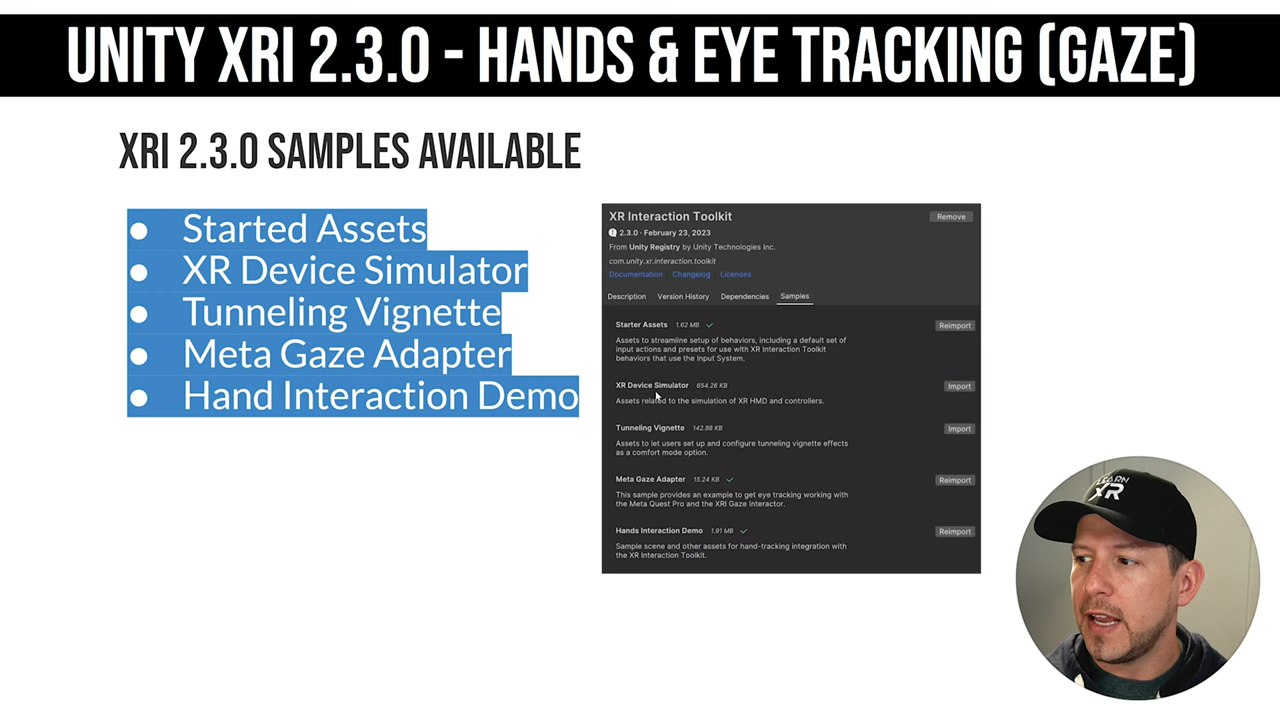 UNITY XRI 2.3.0 - HANDS & EYE TRACKING (GAZE)
XRI 2.3.0 SAMPLES AVAILABLE
● Started Assets
● XR Device Simulator
● Tunneling Vignette
● Meta Gaze Adapter
● Hand Interaction Demo
XR Interaction Toolkit
Remove
2.3.0 · February 23, 2023
From Unity Registry by Unity Technologies Inc.
com.unity.xr.interaction.toolkit
Documentation Changelog Licenses
Description Version History Dependencies Samples
Starter Assets 1.62 MB ✓ Reimport
Assets to streamline setup of behaviors, including a default set of
input actions and presets for use with XR Interaction Toolkit
behaviors that use the Input System.
XR Device Simulator 654.26 KB Import
Assets related to the simulation of XR HMD and controllers.
Tunneling Vignette 142.88 KB Import
Assets to let users set up and configure tunneling vignette effects
as a comfort mode option.
Meta Gaze Adapter 15.24 KB ✓ Reimport
This sample provides an example to get eye tracking working with
the Meta Quest Pro and the XRI Gaze Interactor.
Hands Interaction Demo 1.91 MB ✓ Reimport
Sample scene and other assets for hand-tracking integration with
the XR Interaction Toolkit.
LEARN
XR